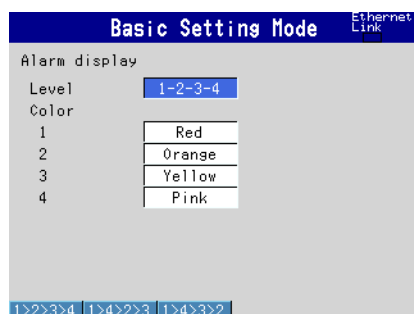 Basic Setting Mode
Ethernet
Link
Alarm display
Level 1-2-3-4
Color
1 Red
2 Orange
3 Yellow
4 Pink
1>2>3>4 1>4>2>3 1>4>3>2